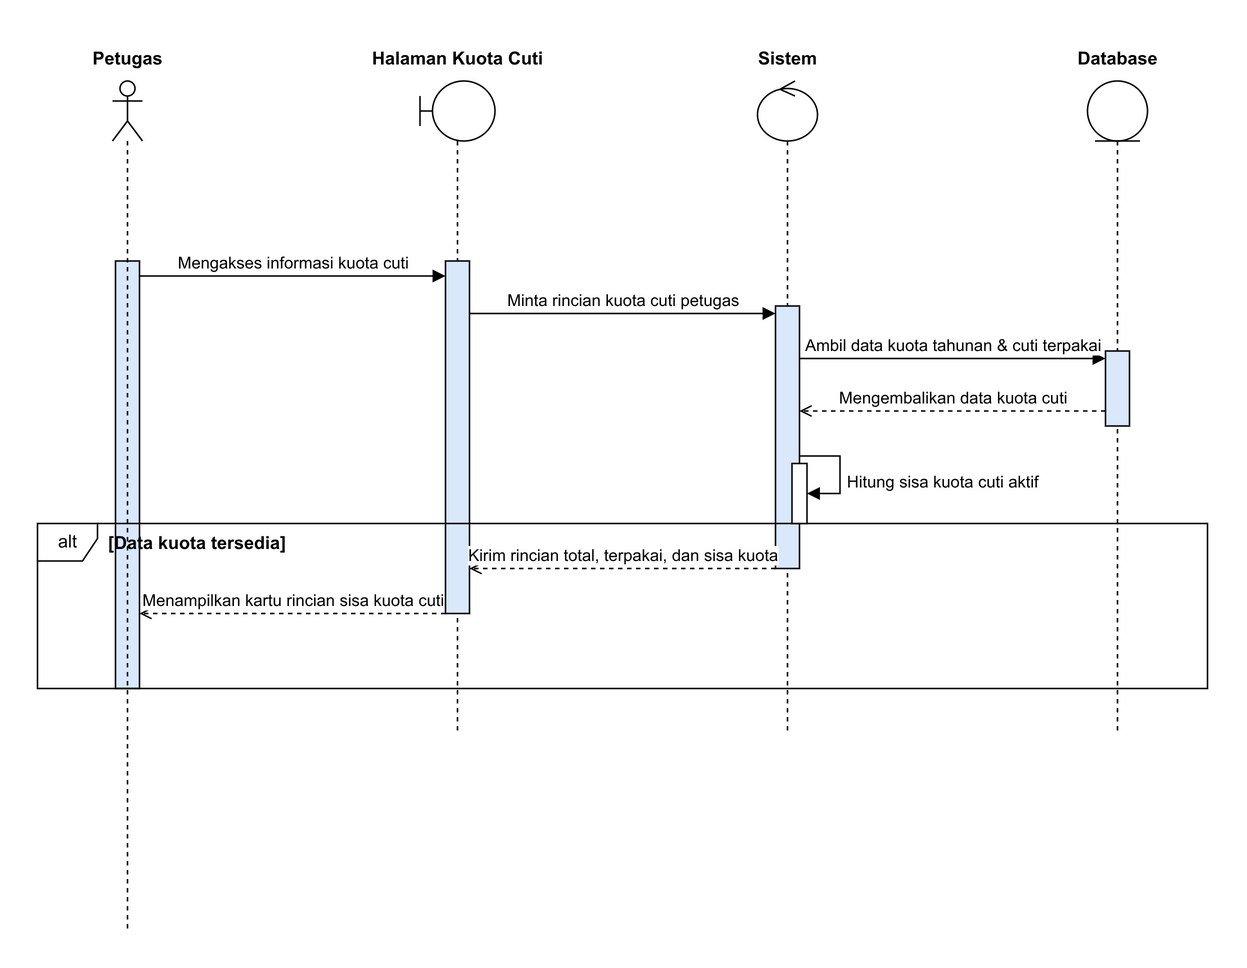 Petugas
Halaman Kuota Cuti
Sistem
Database
Mengakses informasi kuota cuti
Minta rincian kuota cuti petugas
Ambil data kuota tahunan & cuti terpakai
Mengembalikan data kuota cuti
Hitung sisa kuota cuti aktif
alt
[Data kuota tersedia]
Kirim rincian total, terpakai, dan sisa kuota
Menampilkan kartu rincian sisa kuota cuti